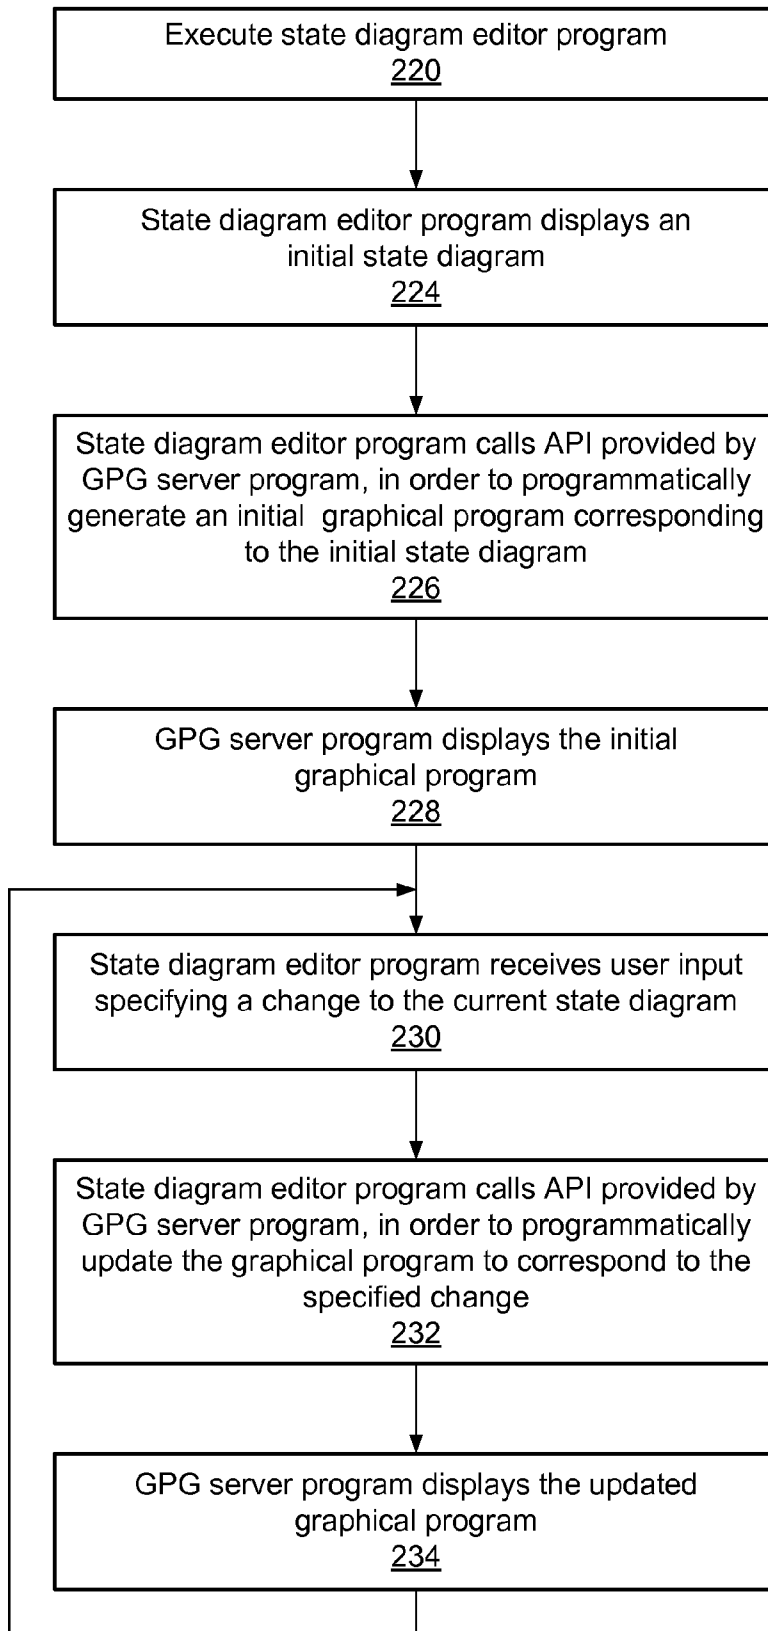 Execute state diagram editor program
220
State diagram editor program displays an
initial state diagram
224
State diagram editor program calls API provided by
GPG server program, in order to programmatically
generate an initial  graphical program corresponding
to the initial state diagram
226
GPG server program displays the initial
graphical program
228
State diagram editor program receives user input
specifying a change to the current state diagram
230
State diagram editor program calls API provided by
GPG server program, in order to programmatically
update the graphical program to correspond to the
specified change
232
GPG server program displays the updated
graphical program
234